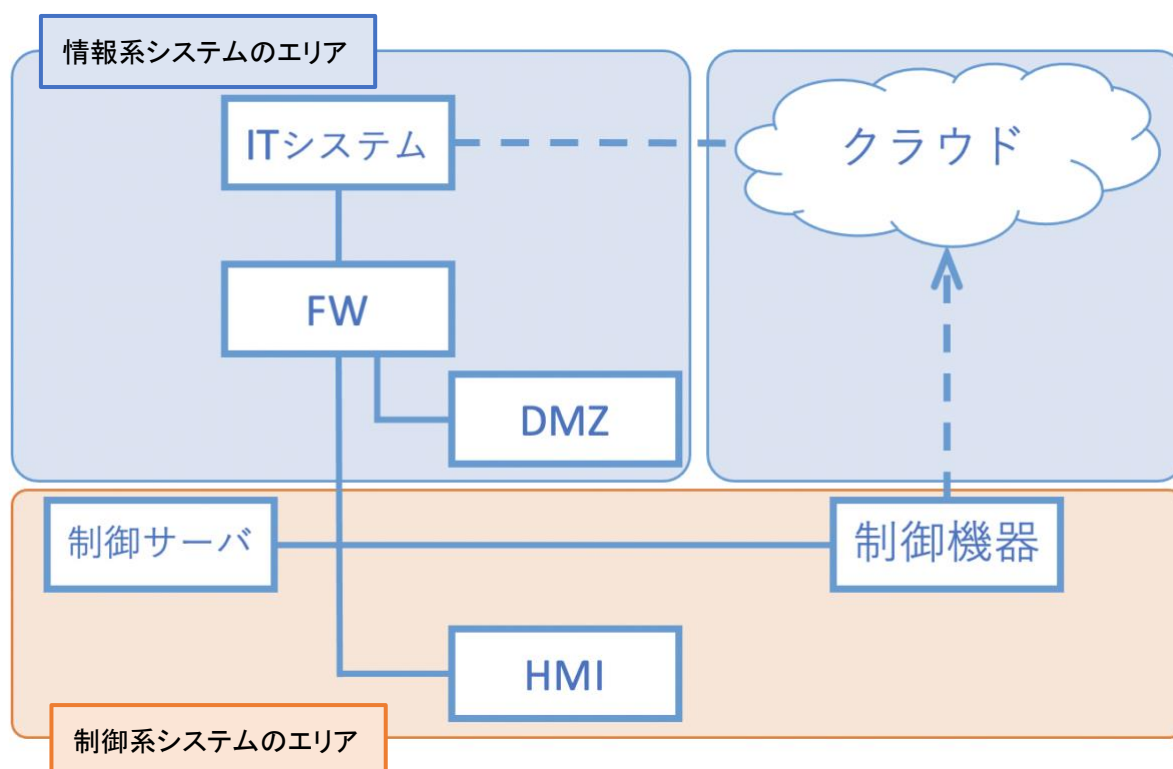 情報系システムのエリア
ITシステム
クラウド
FW
DMZ
制御サーバ
制御機器
HMI
制御系システムのエリア